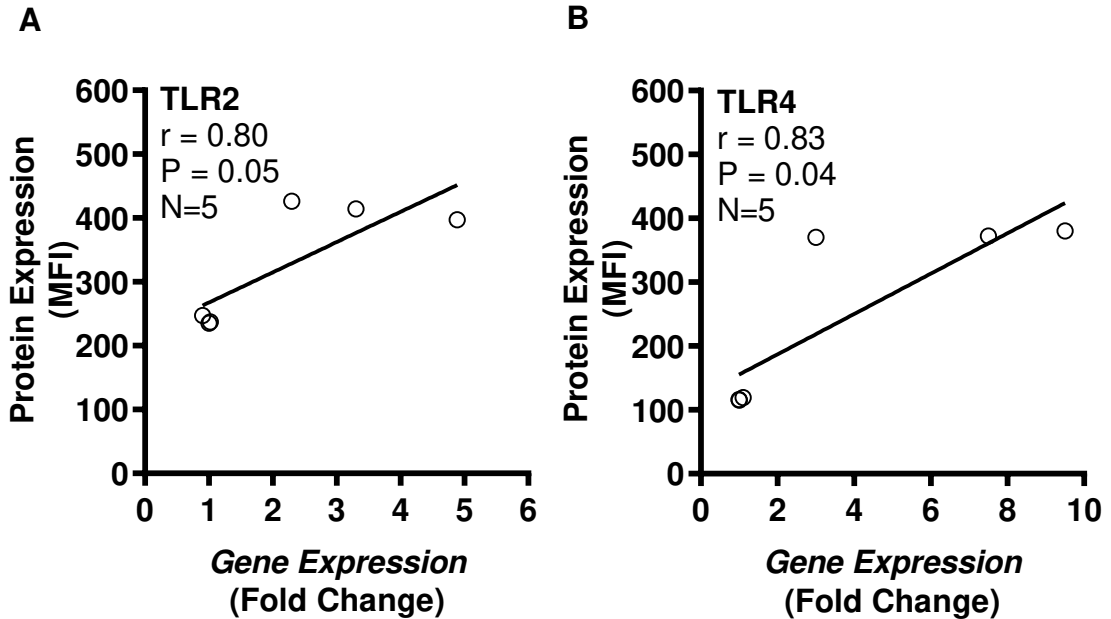 A
TLR2
r = 0.80
P = 0.05
N=5
Protein Expression
(MFI)
600
500
400
300
200
100
0
0 1 2 3 4 5 6
Gene Expression
(Fold Change)
B
TLR4
r = 0.83
P = 0.04
N=5
Protein Expression
(MFI)
600
500
400
300
200
100
0
0 2 4 6 8 10
Gene Expression
(Fold Change)